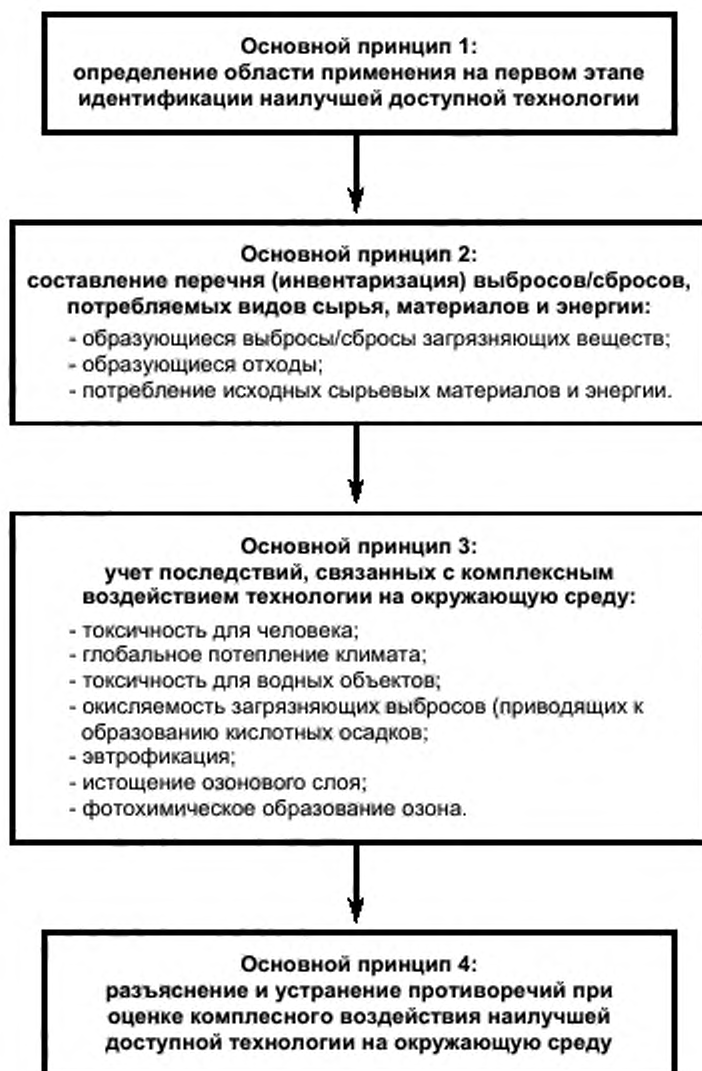 Основной принцип 1:
определение области применения на первом этапе
идентификации наилучшей доступной технологии
Основной принцип 2:
составление перечня (инвентаризация) выбросов/сбросов,
потребляемых видов сырья, материалов и энергии:
- образующиеся выбросы/сбросы загрязняющих веществ;
- образующиеся отходы;
- потребление исходных сырьевых материалов и энергии.
Основной принцип 3:
учет последствий, связанных с комплексным
воздействием технологии на окружающую среду:
- токсичность для человека;
- глобальное потепление климата;
- токсичность для водных объектов;
- окисляемость загрязняющих выбросов (приводящих к
образованию кислотных осадков;
- эвтрофикация;
- истощение озонового слоя;
- фотохимическое образование озона.
Основной принцип 4:
разъяснение и устранение противоречий при
оценке комплесного воздействия наилучшей
доступной технологии на окружающую среду